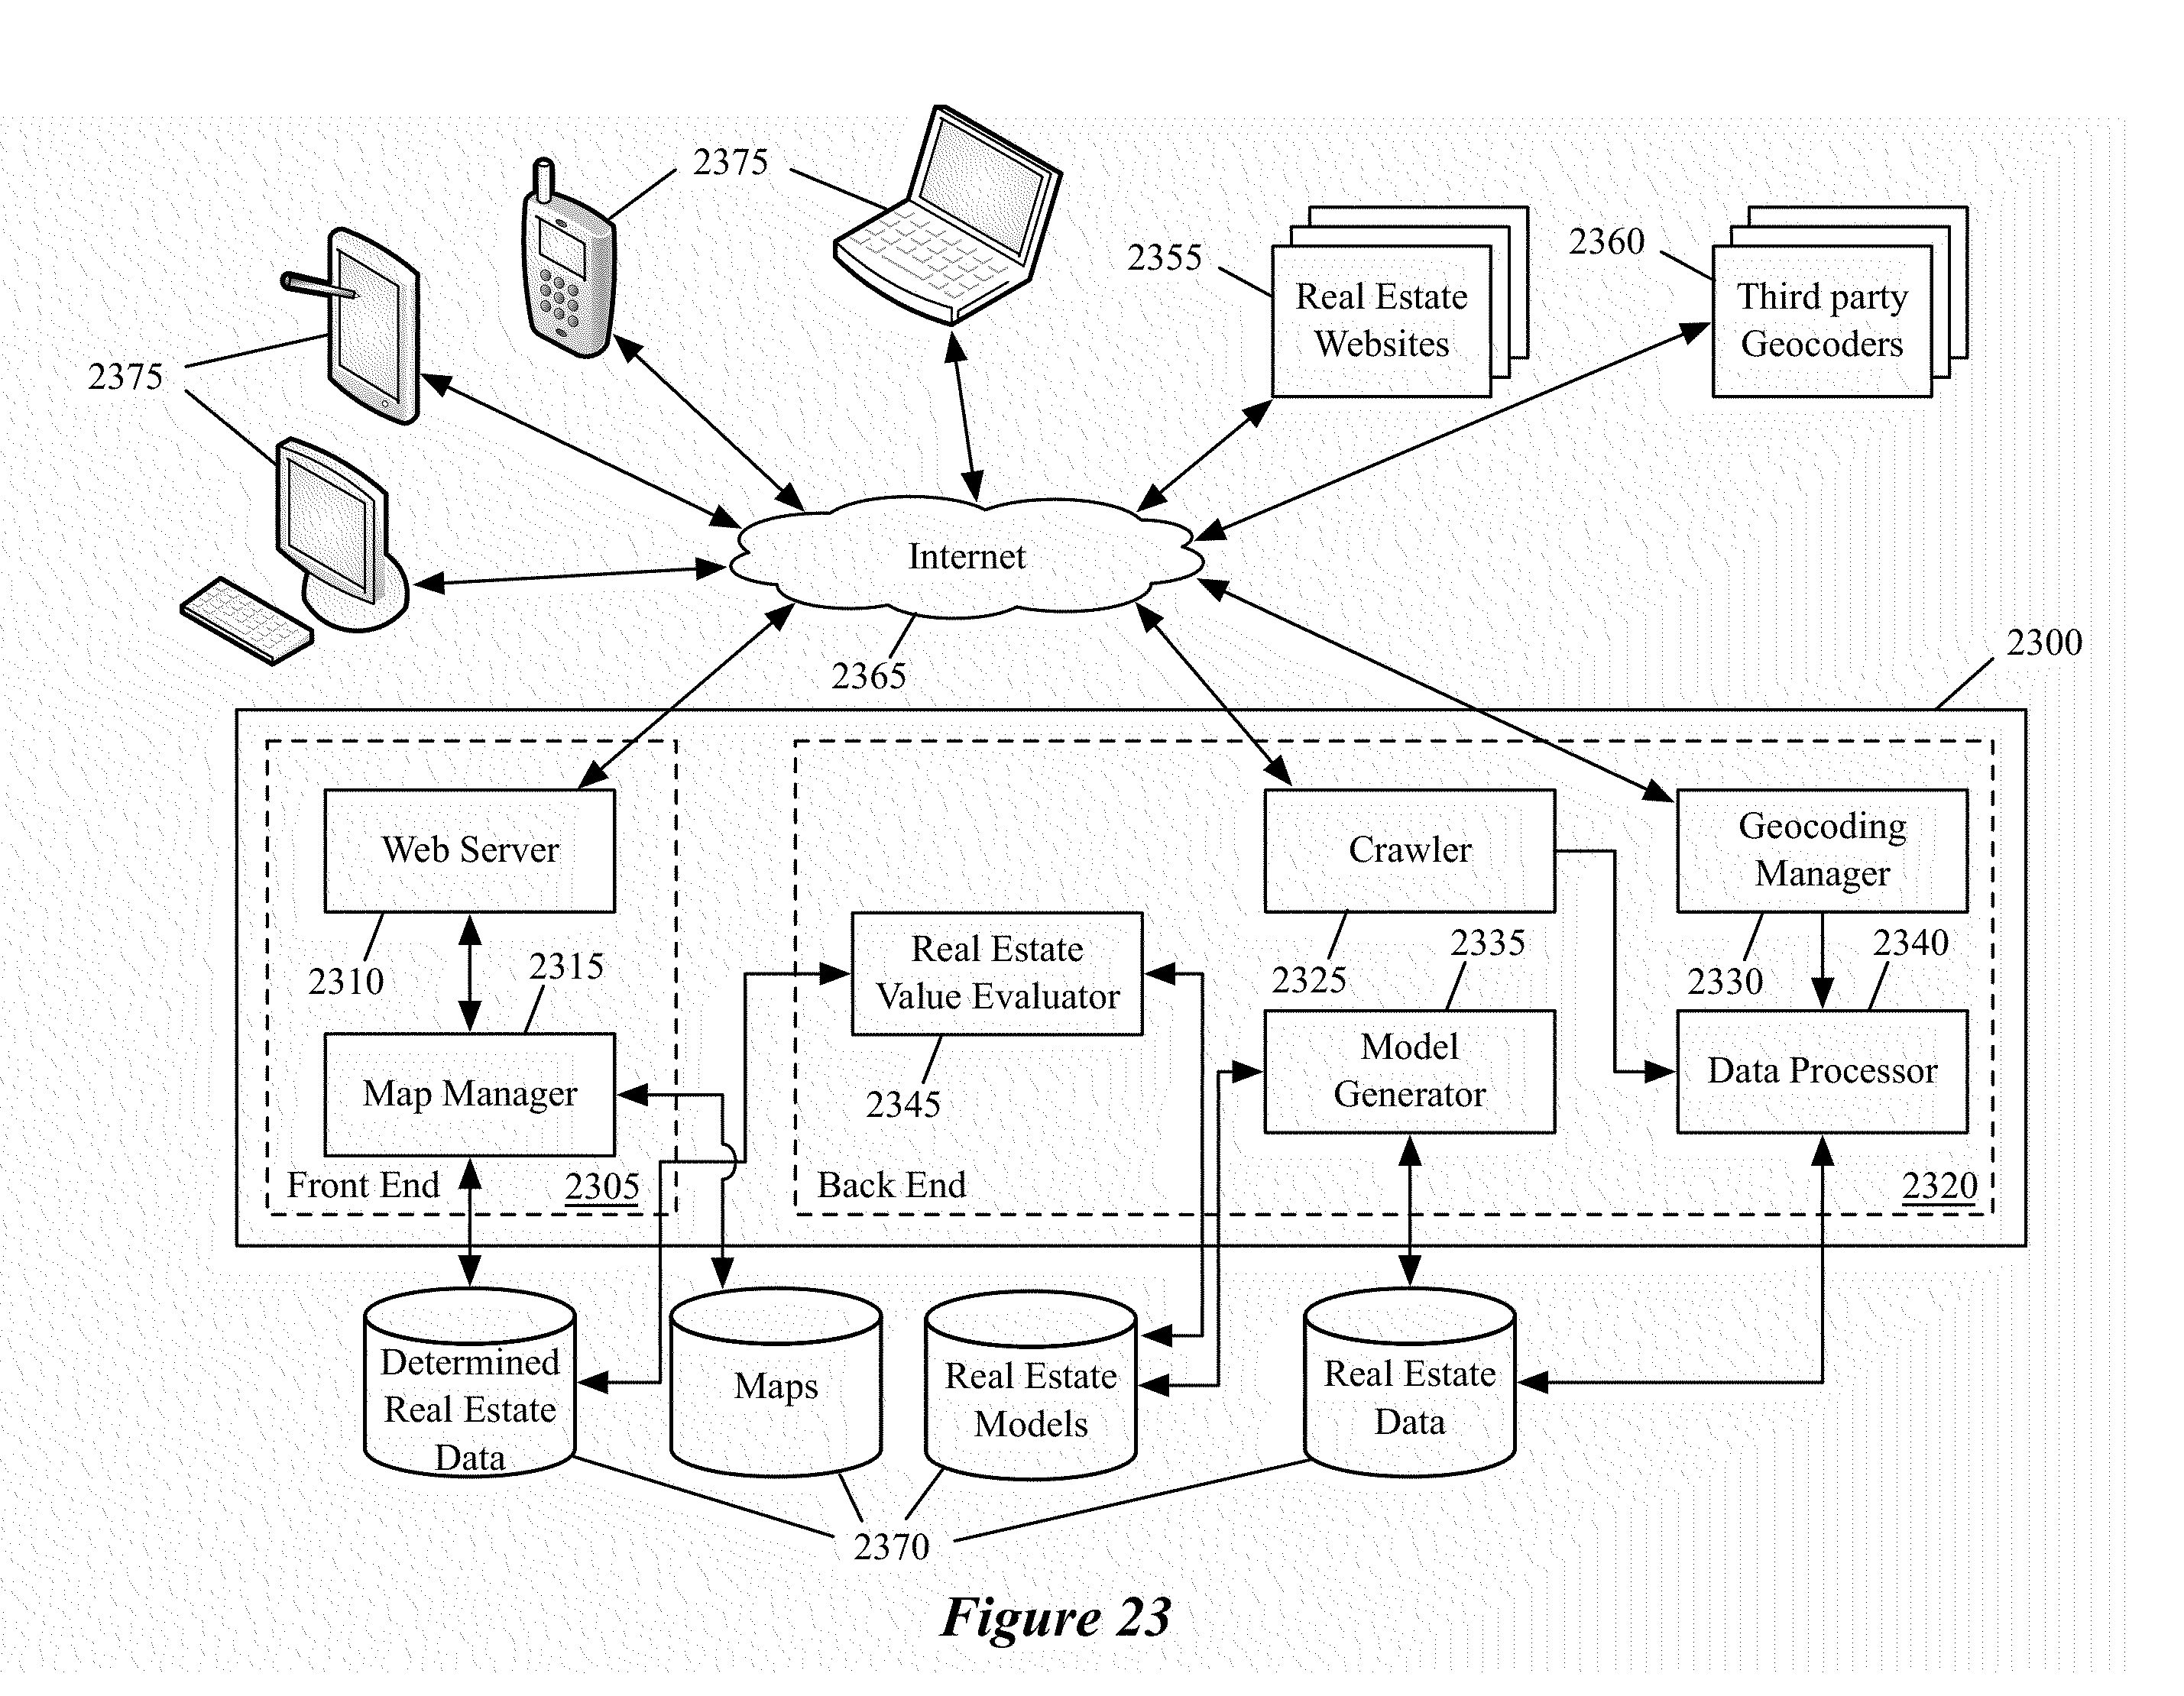 2375
2355
2360
Real Estate
Websites
Third party
Geocoders
2375
Internet
2365
2300
Web Server
Crawler
Geocoding
Manager
2310
2315
Real Estate
Value Evaluator
2325
2335
2330
2340
Map Manager
2345
Model
Generator
Data Processor
Front End
2305
Back End
2320
Determined
Real Estate
Data
Maps
Real Estate
Models
Real Estate
Data
2370
Figure 23